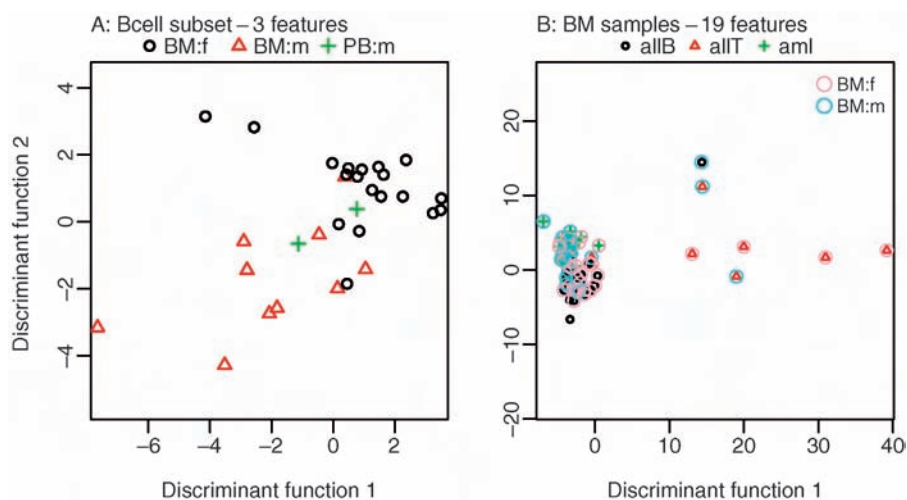 A: Bcell subset – 3 features
BM:f BM:m PB:m
4
2
0
−2
−4
−6 −4 −2 0 2
Discriminant function 2
Discriminant function 1
B: BM samples – 19 features
allB allT aml
BM:f
BM:m
20
10
0
−10
−20
0 10 20 30 40
Discriminant function 1